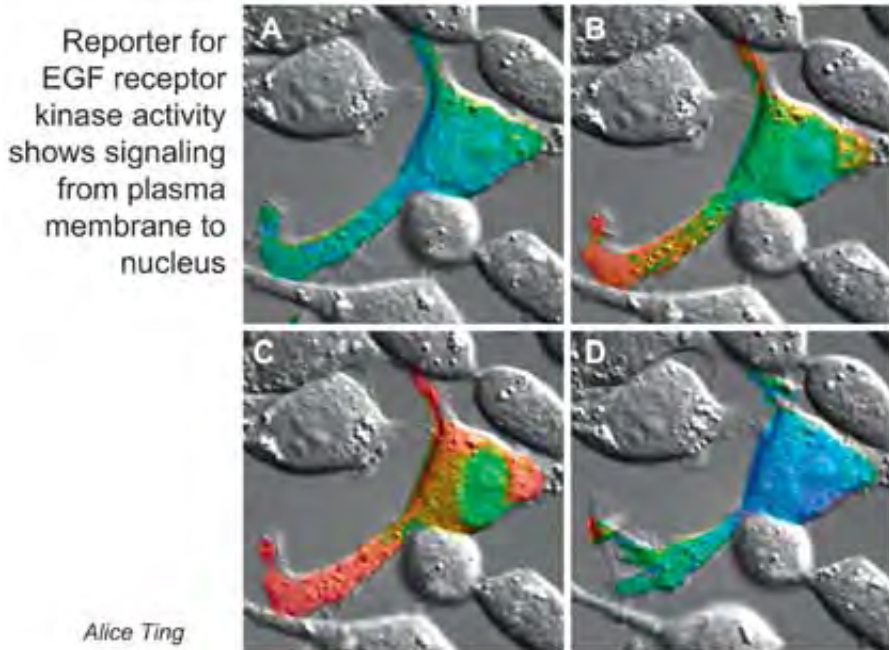 Reporter for
EGF receptor
kinase activity
shows signaling
from plasma
membrane to
nucleus
A
B
C
D
Alice Ting